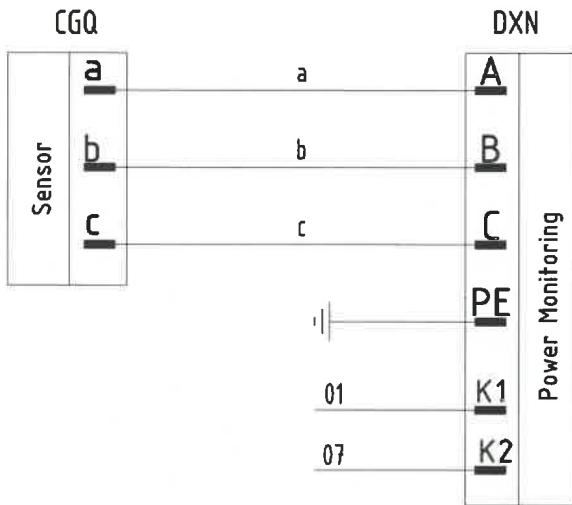 CGQ
DXN
a
a
A
b
b
B
c
c
C
PE
01
K1
07
K2
Sensor
Power Monitoring